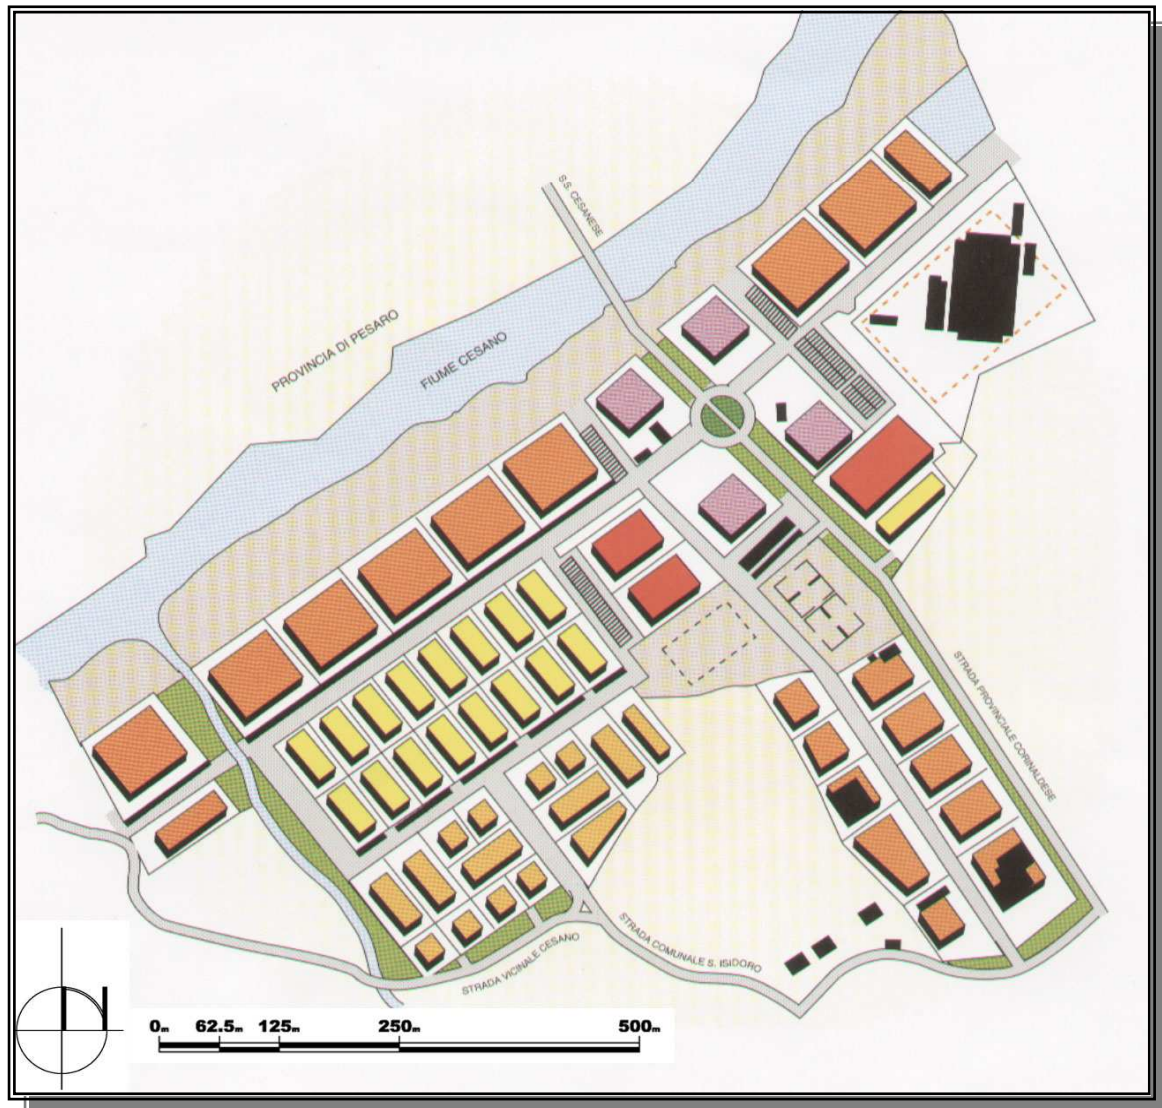 S.S. CESANESE
PROVINCIA DI PESARO
FIUME CESANO
STRADA PROVINCIALE CORINALDESE
STRADA COMUNALE S. ISIDORO
STRADA VICINALE CESANO
0m 62.5m 125m 250m 500m